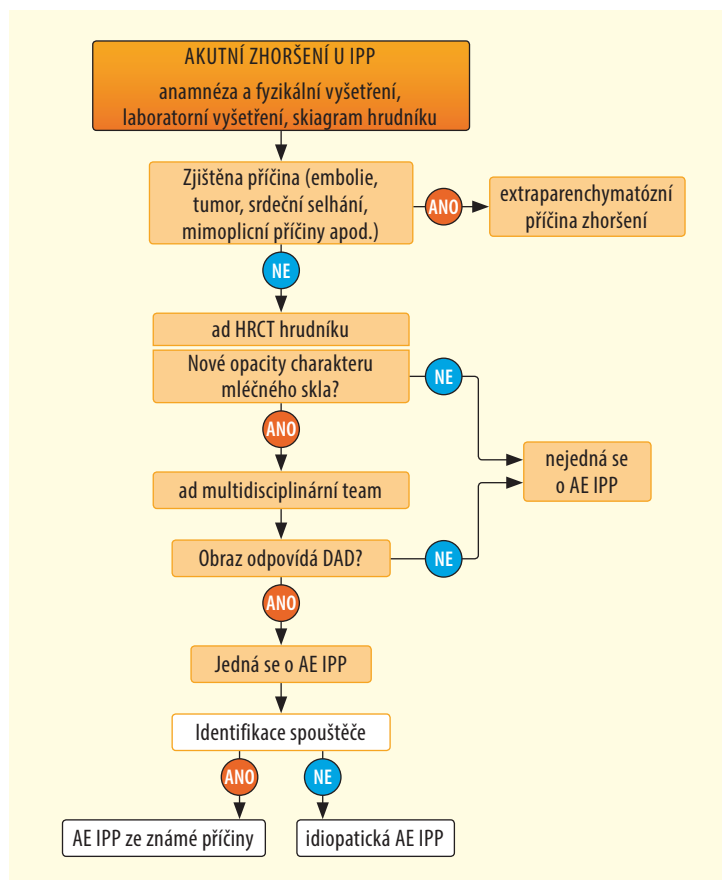 AKUTNÍ ZHORŠENÍ U IPP
anamnéza a fyzikální vyšetření,
laboratorní vyšetření, skiagram hrudníku
Zjištěna příčina (embolie,
tumor, srdeční selhání,
mimoplicní příčiny apod.)
ANO
extraparenchymatózní
příčina zhoršení
NE
ad HRCT hrudníku
Nové opacity charakteru
mléčného skla?
NE
ANO
nejedná se
o AE IPP
ad multidisciplinární team
Obraz odpovídá DAD?
NE
ANO
Jedná se o AE IPP
Identifikace spouštěče
ANO
NE
AE IPP ze známé příčiny
idiopatická AE IPP